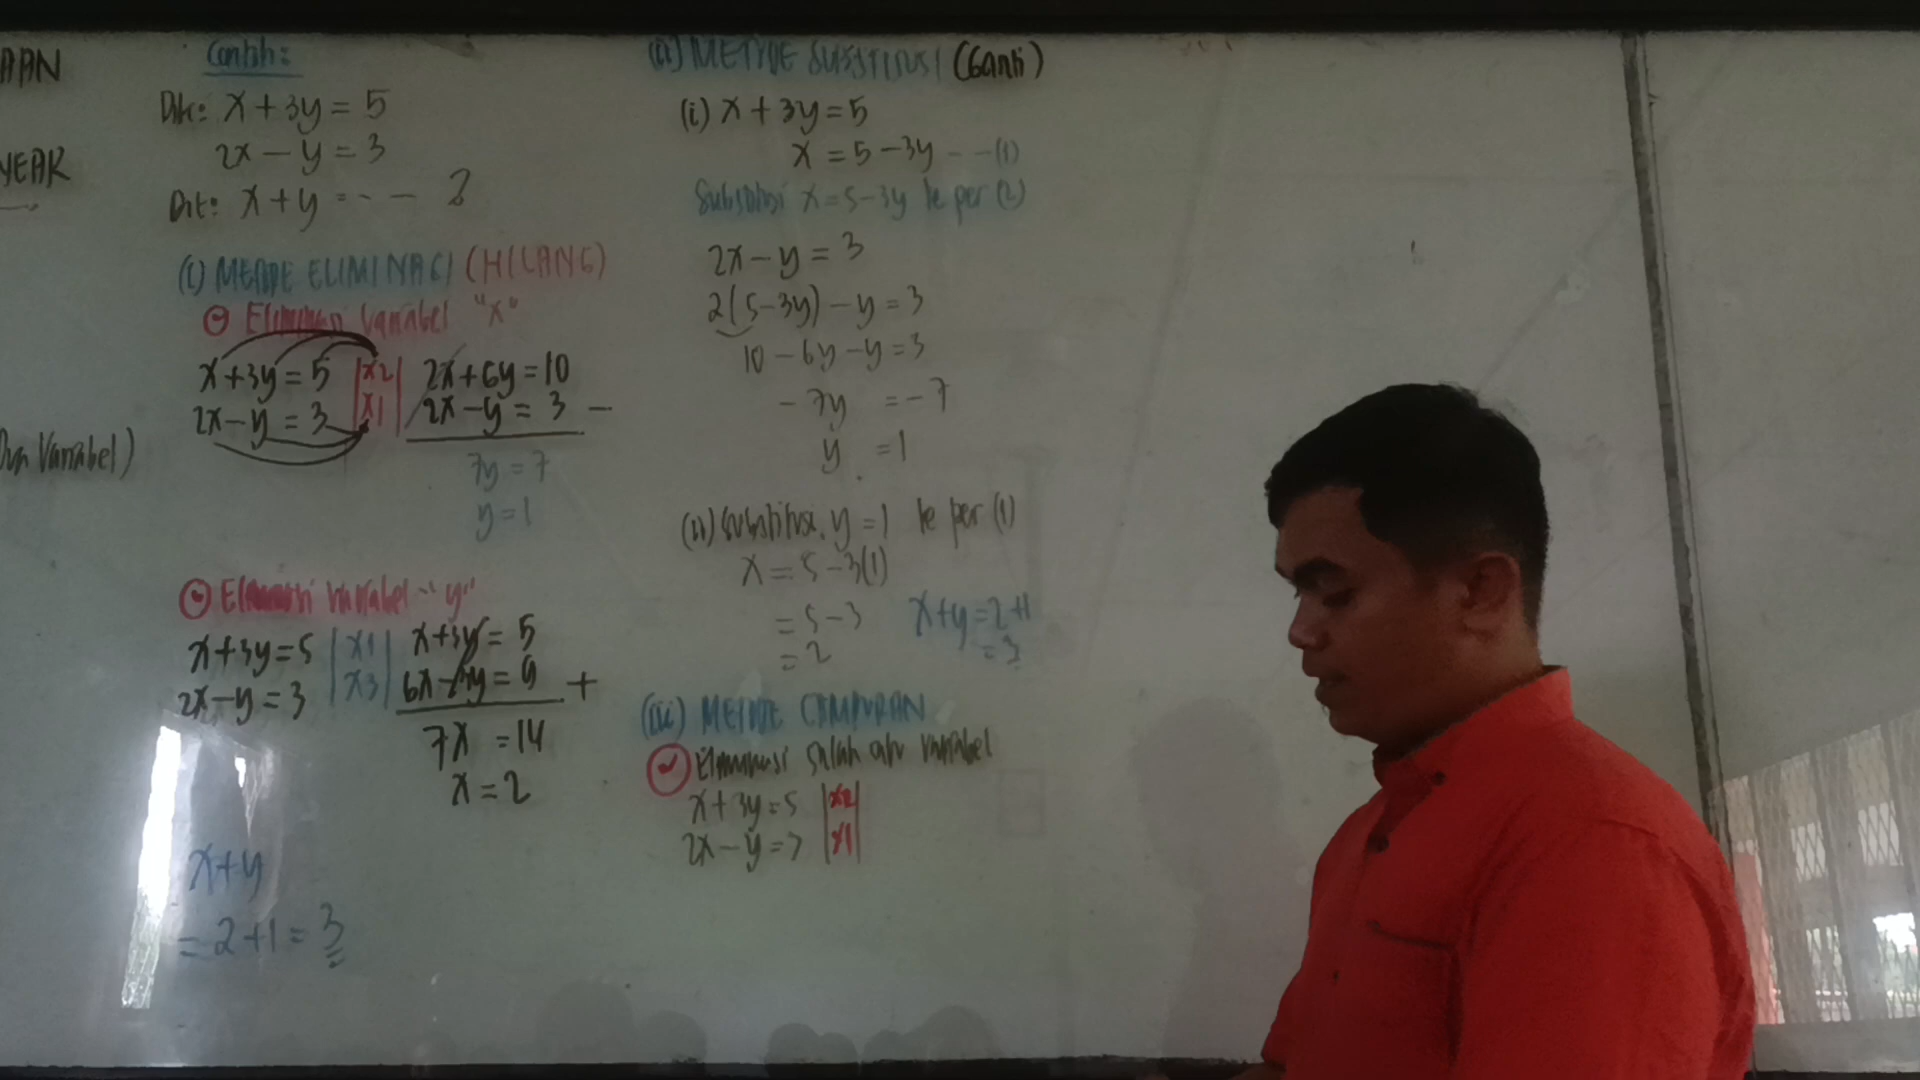 AAN
YEAR
Dua Variabel)
Contoh:
Dik: x + 3y = 5
2x - y = 3
Dit: x + y = - - - ?
(i) METODE ELIMINASI (HILANG)
Eliminasi Variabel "x"
x + 3y = 5 | x2 | 2x + 6y = 10
2x - y = 3 | x1 | 2x - y = 3 -
7y = 7
y = 1
Eliminasi Variabel "y"
x + 3y = 5 | x1 | x + 3y = 5
2x - y = 3 | x3 | 6x - 3y = 9 +
7x = 14
x = 2
x + y
= 2 + 1 = 3
(ii) METODE SUBSTITUSI (Ganti)
(i) x + 3y = 5
x = 5 - 3y - - (1)
Substitusi x = 5 - 3y ke per (2)
2x - y = 3
2(5 - 3y) - y = 3
10 - 6y - y = 3
- 7y = - 7
y = 1
(ii) Substitusi, y = 1 ke per (1)
x = 5 - 3(1)
= 5 - 3
= 2
x + y = 2 + 1
= 3
(iii) METODE CAMPURAN
Eliminasi salah satu variabel
x + 3y = 5 | x2 |
2x - y = 3 | x1 |